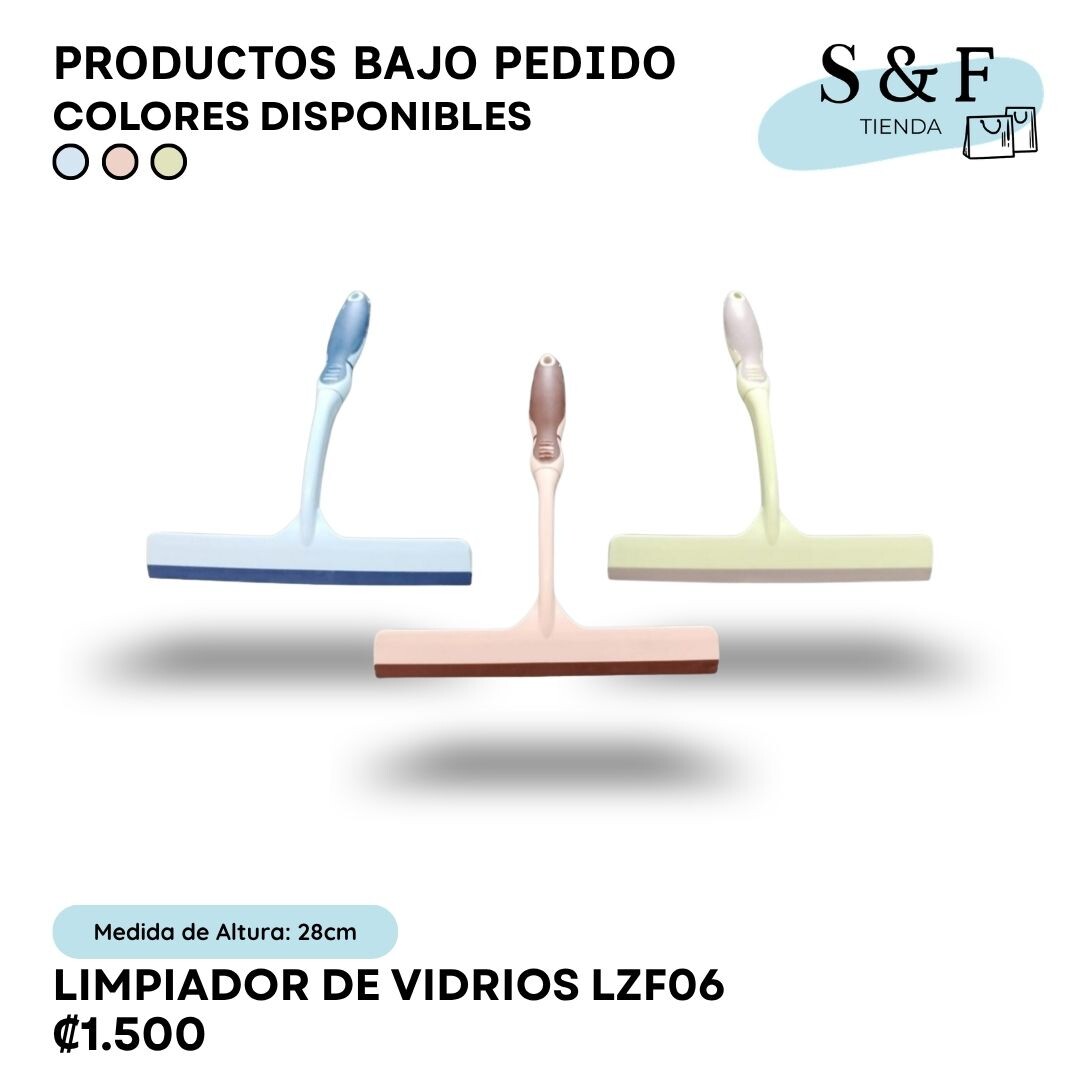 PRODUCTOS BAJO PEDIDO
COLORES DISPONIBLES
S & F
TIENDA
Medida de Altura: 28cm
LIMPIADOR DE VIDRIOS LZF06
₡1.500